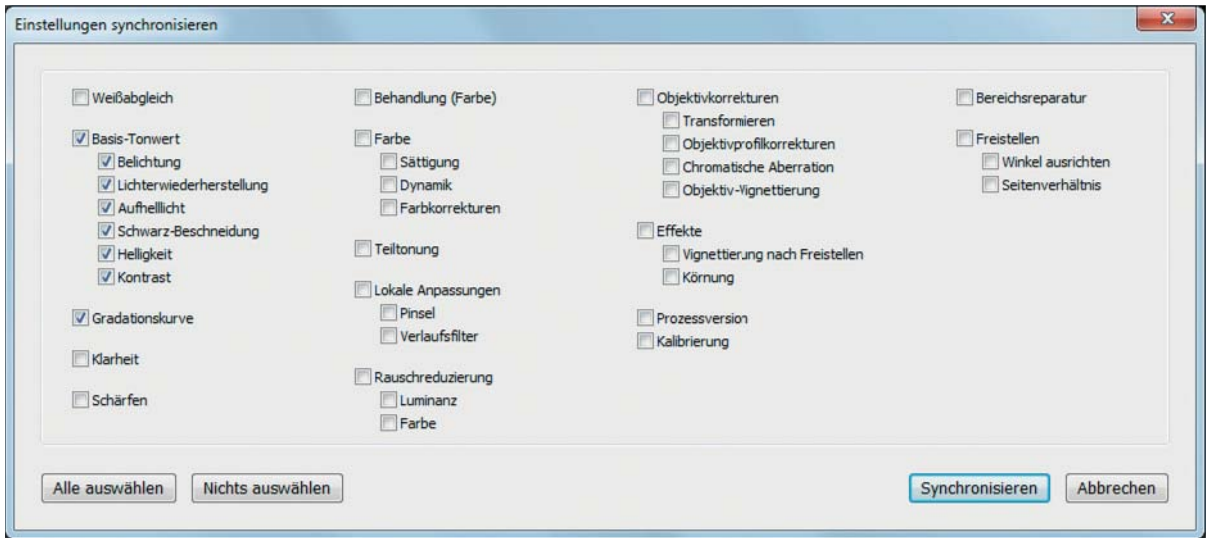 Einstellungen synchronisieren
Weißabgleich
Basis-Tonwert
Belichtung
Lichterwiederherstellung
Aufhelllicht
Schwarz-Beschneidung
Helligkeit
Kontrast
Gradationskurve
Klarheit
Schärfen
Behandlung (Farbe)
Farbe
Sättigung
Dynamik
Farbkorrekturen
Teiltonung
Lokale Anpassungen
Pinsel
Verlaufsfilter
Rauschreduzierung
Luminanz
Farbe
Objektivkorrekturen
Transformieren
Objektivprofilkorrekturen
Chromatische Aberration
Objektiv-Vignettierung
Effekte
Vignettierung nach Freistellen
Körnung
Prozessversion
Kalibrierung
Bereichsreparatur
Freistellen
Winkel ausrichten
Seitenverhältnis
Alle auswählen
Nichts auswählen
Synchronisieren
Abbrechen